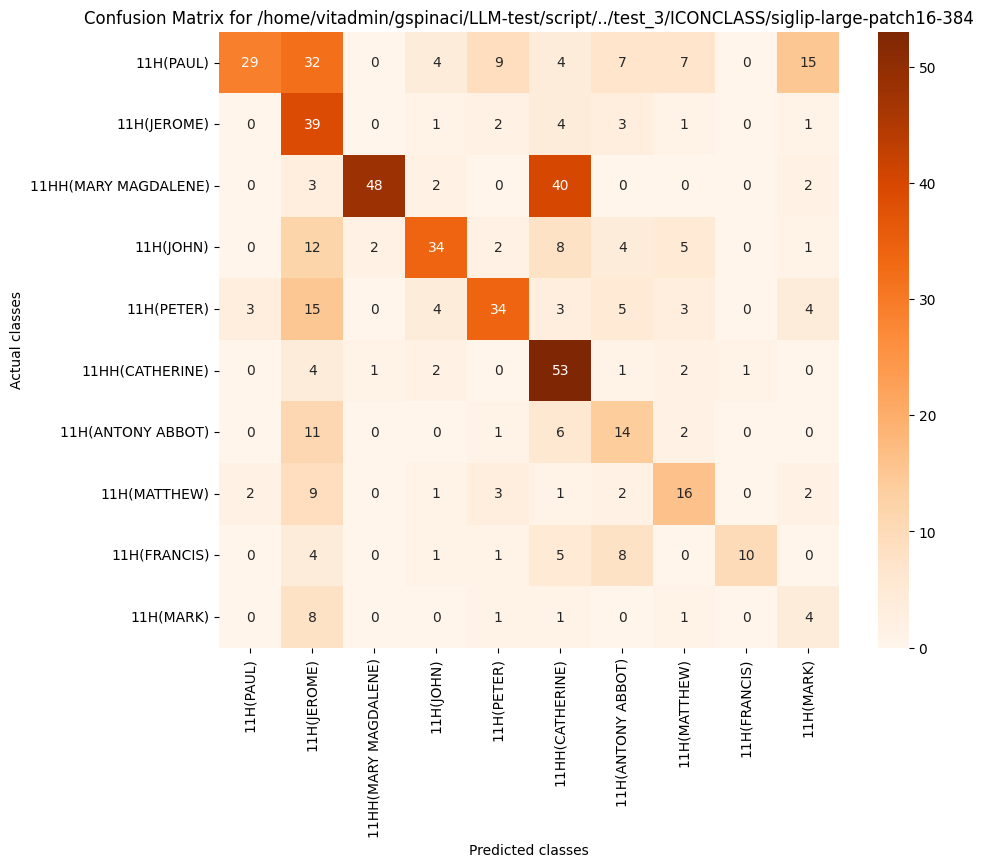 Confusion Matrix for /home/vitadmin/gspinaci/LLM-test/script/../test_3/ICONCLASS/siglip-large-patch16-384
11H(PAUL) 29 32 0 4 9 4 7 7 0 15
11H(JEROME) 0 39 0 1 2 4 3 1 0 1
11HH(MARY MAGDALENE) 0 3 48 2 0 40 0 0 0 2
11H(JOHN) 0 12 2 34 2 8 4 5 0 1
11H(PETER) 3 15 0 4 34 3 5 3 0 4
11HH(CATHERINE) 0 4 1 2 0 53 1 2 1 0
11H(ANTONY ABBOT) 0 11 0 0 1 6 14 2 0 0
11H(MATTHEW) 2 9 0 1 3 1 2 16 0 2
11H(FRANCIS) 0 4 0 1 1 5 8 0 10 0
11H(MARK) 0 8 0 0 1 1 0 1 0 4
Actual classes
11H(PAUL)
11H(JEROME)
11HH(MARY MAGDALENE)
11H(JOHN)
11H(PETER)
11HH(CATHERINE)
11H(ANTONY ABBOT)
11H(MATTHEW)
11H(FRANCIS)
11H(MARK)
Predicted classes
50
40
30
20
10
0